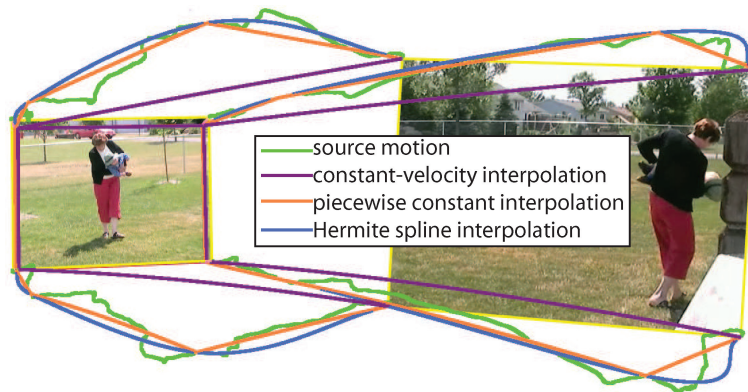 source motion
constant-velocity interpolation
piecewise constant interpolation
Hermite spline interpolation